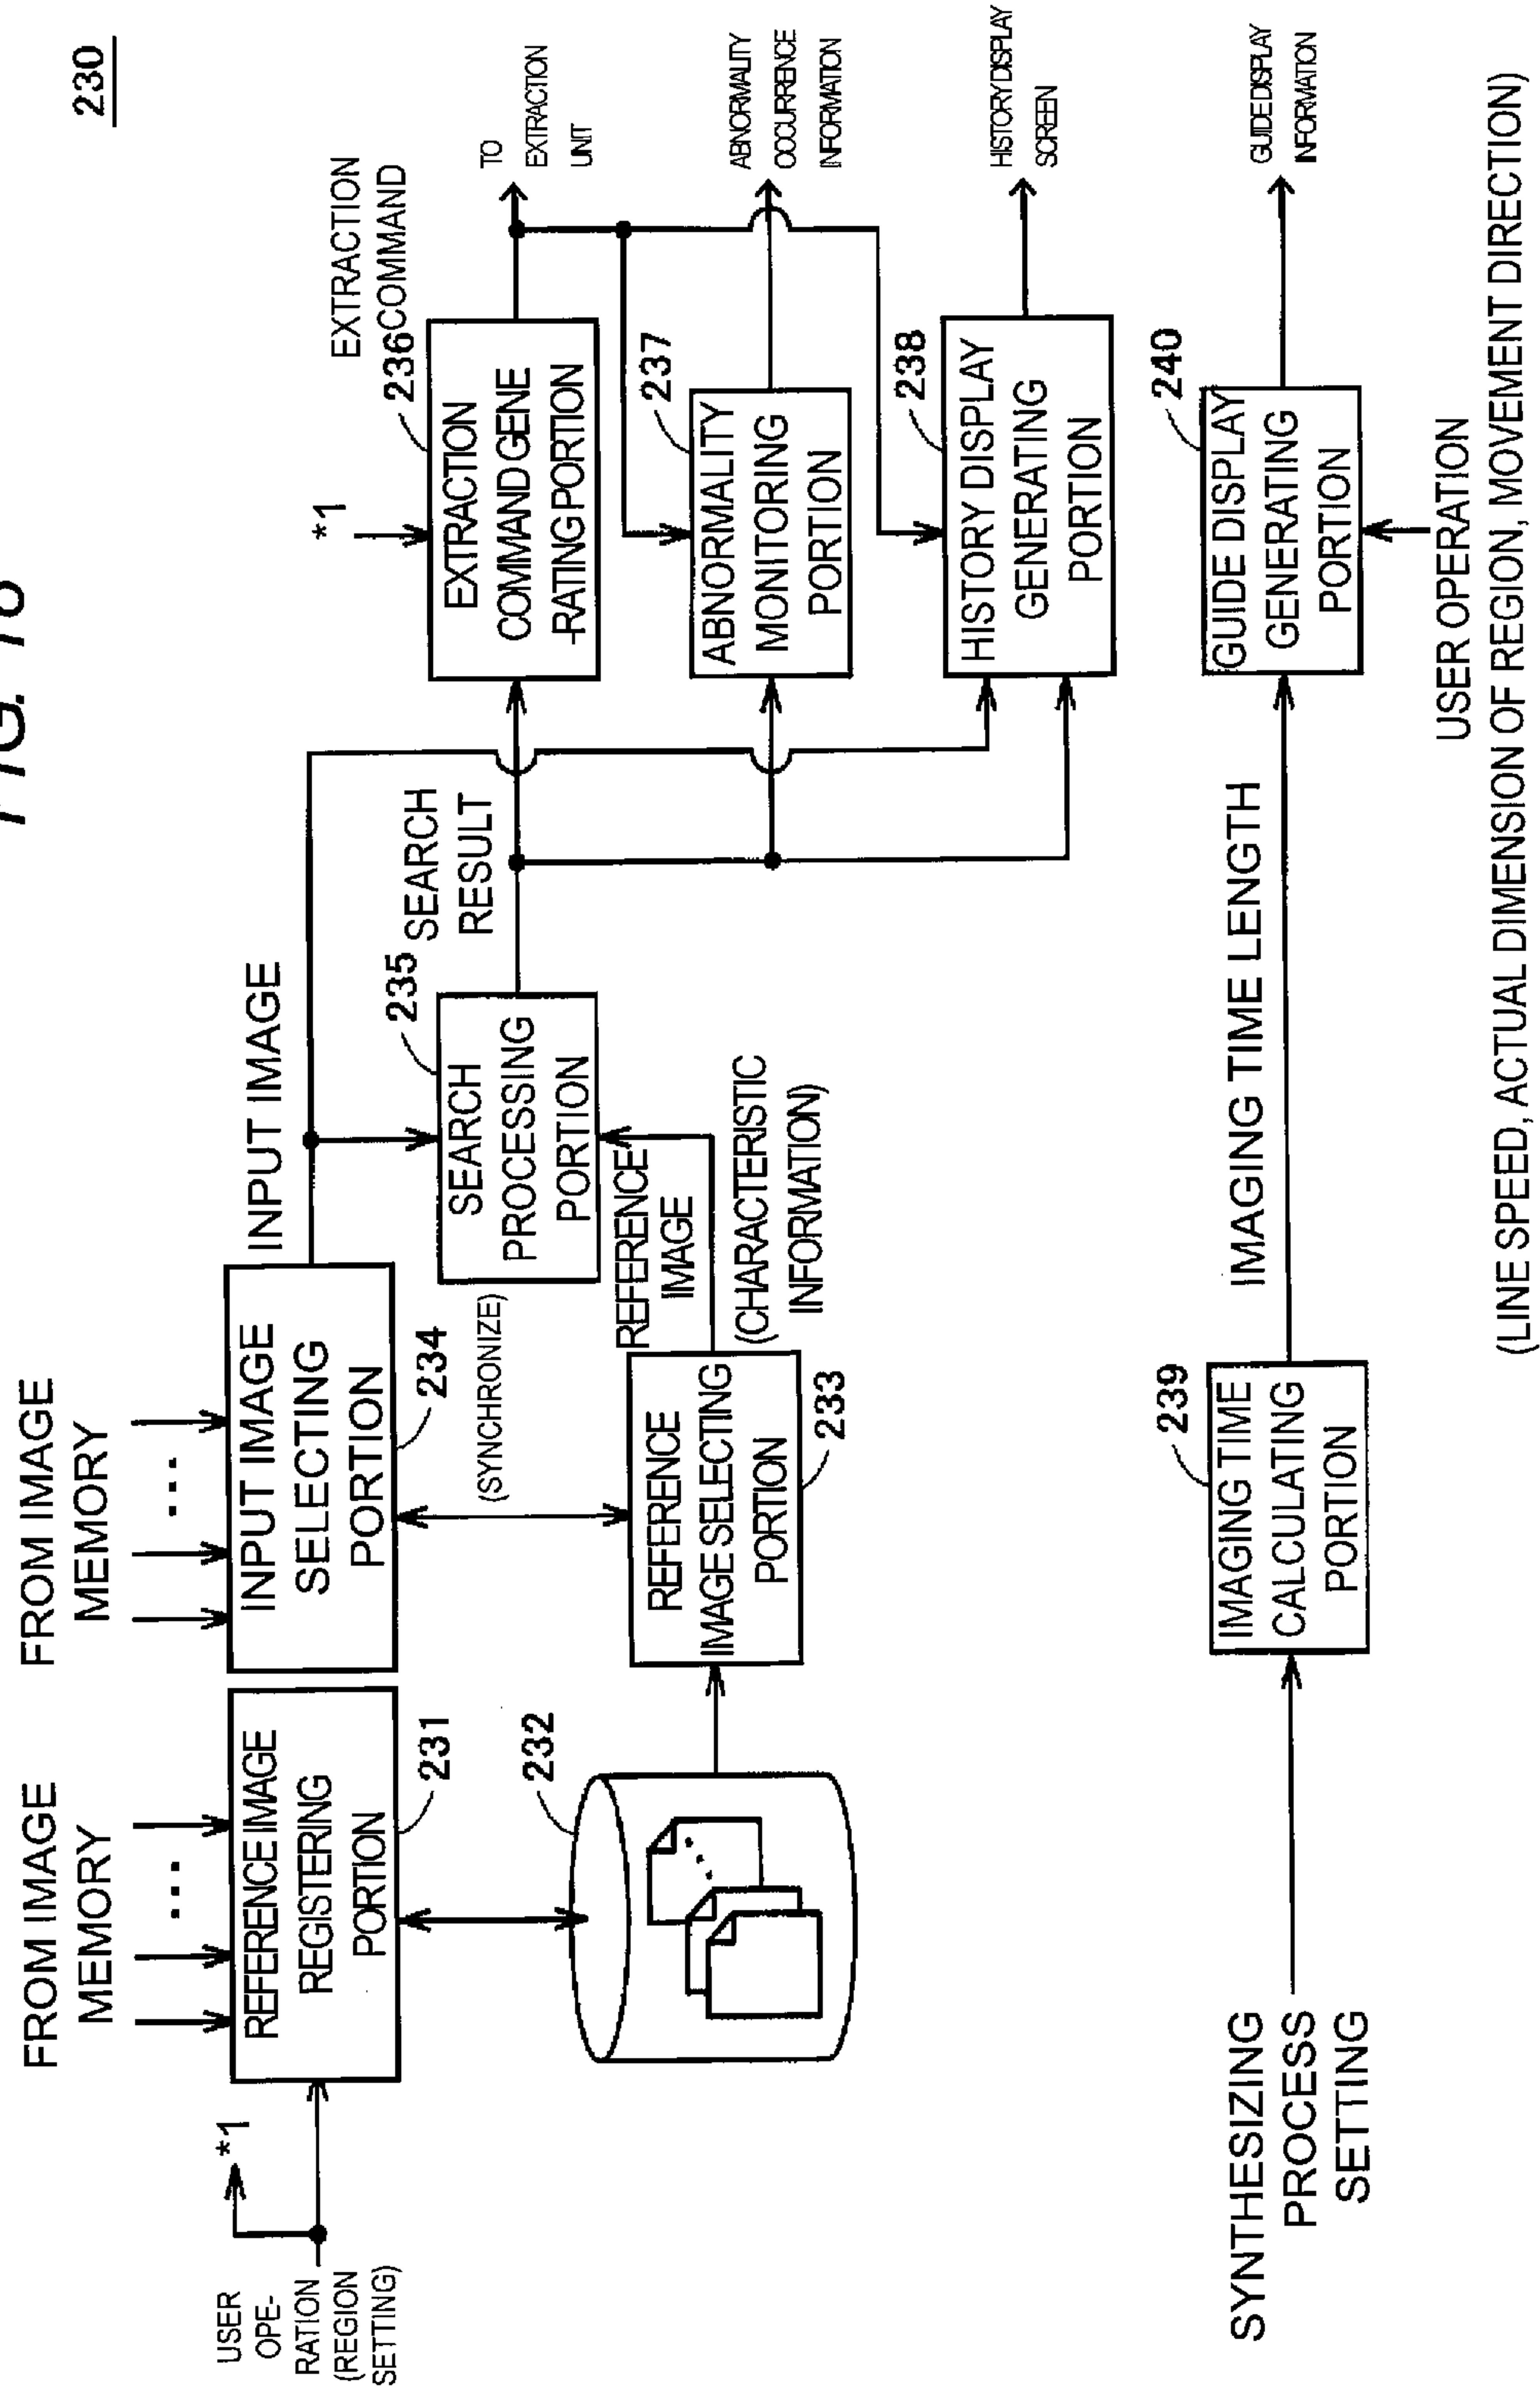 FIG.
230
FROM IMAGE
MEMORY
...
FROM IMAGE
MEMORY
...
USER
OPE-
RATION
(REGION
SETTING)
*1
REFERENCE IMAGE
REGISTERING
PORTION
231
232
INPUT IMAGE
SELECTING
PORTION
234
(SYNCHRONIZE)
REFERENCE
IMAGE SELECTING
PORTION
233
INPUT IMAGE
235
SEARCH
PROCESSING
PORTION
REFERENCE
IMAGE
(CHARACTERISTIC
INFORMATION)
SEARCH
RESULT
*1
EXTRACTION
COMMAND
236
EXTRACTION
COMMAND GENE
-RATING PORTION
TO
EXTRACTION
UNIT
237
ABNORMALITY
MONITORING
PORTION
ABNORMALITY
OCCURRENCE
INFORMATION
238
HISTORY DISPLAY
GENERATING
PORTION
HISTORY DISPLAY
SCREEN
SYNTHESIZING
PROCESS
SETTING
239
IMAGING TIME
CALCULATING
PORTION
IMAGING TIME LENGTH
240
GUIDE DISPLAY
GENERATING
PORTION
GUIDE DISPLAY
INFORMATION
USER OPERATION
(LINE SPEED, ACTUAL DIMENSION OF REGION, MOVEMENT DIRECTION)